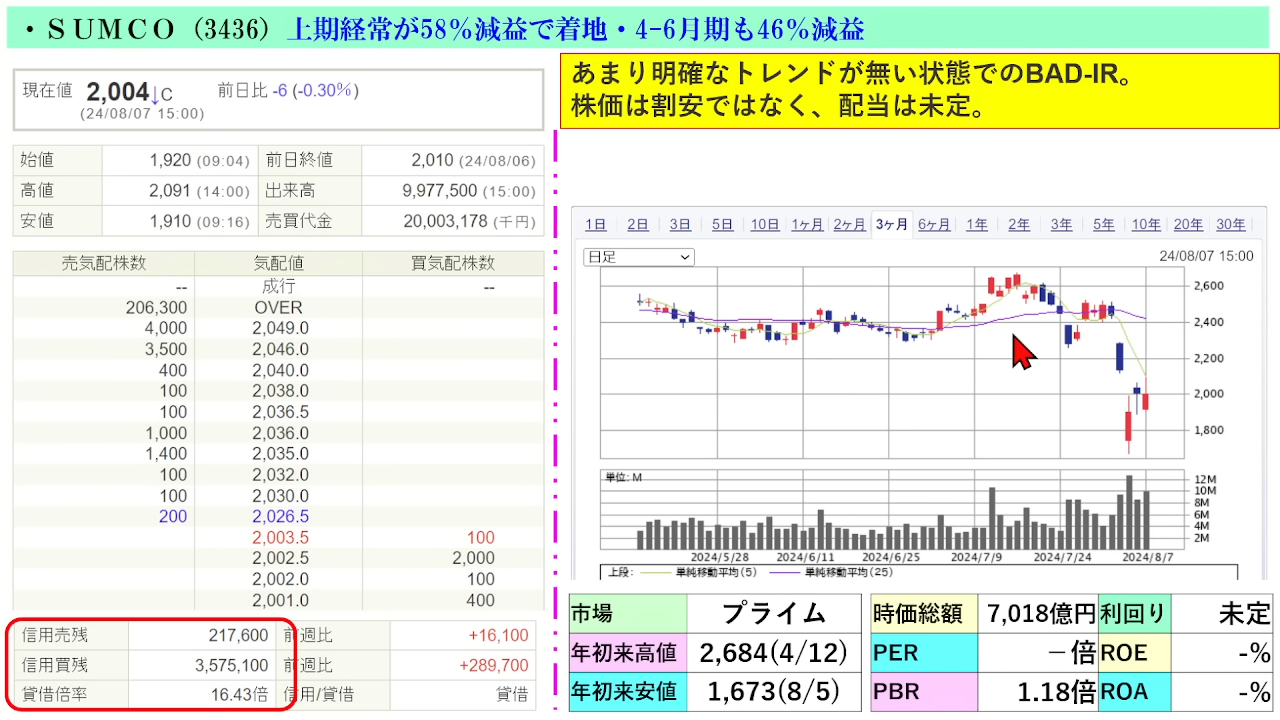 ・ＳＵＭＣＯ（3436）上期経常が58％減益で着地・4-6月期も46％減益
あまり明確なトレンドが無い状態でのBAD-IR。
株価は割安ではなく、配当は未定。
現在値 2,004↓C 前日比 -6 (-0.30%)
(24/08/07 15:00)
始値 1,920 (09:04) 前日終値 2,010 (24/08/06)
高値 2,091 (14:00) 出来高 9,977,500 (15:00)
安値 1,910 (09:16) 売買代金 20,003,178 (千円)
売気配株数 気配値 買気配株数
-- 成行 --
206,300 OVER
4,000 2,049.0
3,500 2,046.0
400 2,040.0
100 2,038.0
100 2,036.5
1,000 2,036.0
1,400 2,035.0
100 2,032.0
100 2,030.0
200 2,026.5
2,003.5 100
2,002.5 2,000
2,002.0 100
2,001.0 400
信用売残 217,600 前週比 +16,100
信用買残 3,575,100 前週比 +289,700
貸借倍率 16.43倍 信用/貸借 貸借
1日 2日 3日 5日 10日 1ヶ月 2ヶ月 3ヶ月 6ヶ月 1年 2年 3年 5年 10年 20年 30年
日足 24/08/07 15:00
2,600
2,400
2,200
2,000
1,800
単位: M
12M
10M
8M
6M
4M
2M
2024/5/28 2024/6/11 2024/6/25 2024/7/9 2024/7/24 2024/8/7
上段: 単純移動平均(5) 単純移動平均(25)
市場 プライム 時価総額 7,018億円 利回り 未定
年初来高値 2,684(4/12) PER －倍 ROE -%
年初来安値 1,673(8/5) PBR 1.18倍 ROA -%